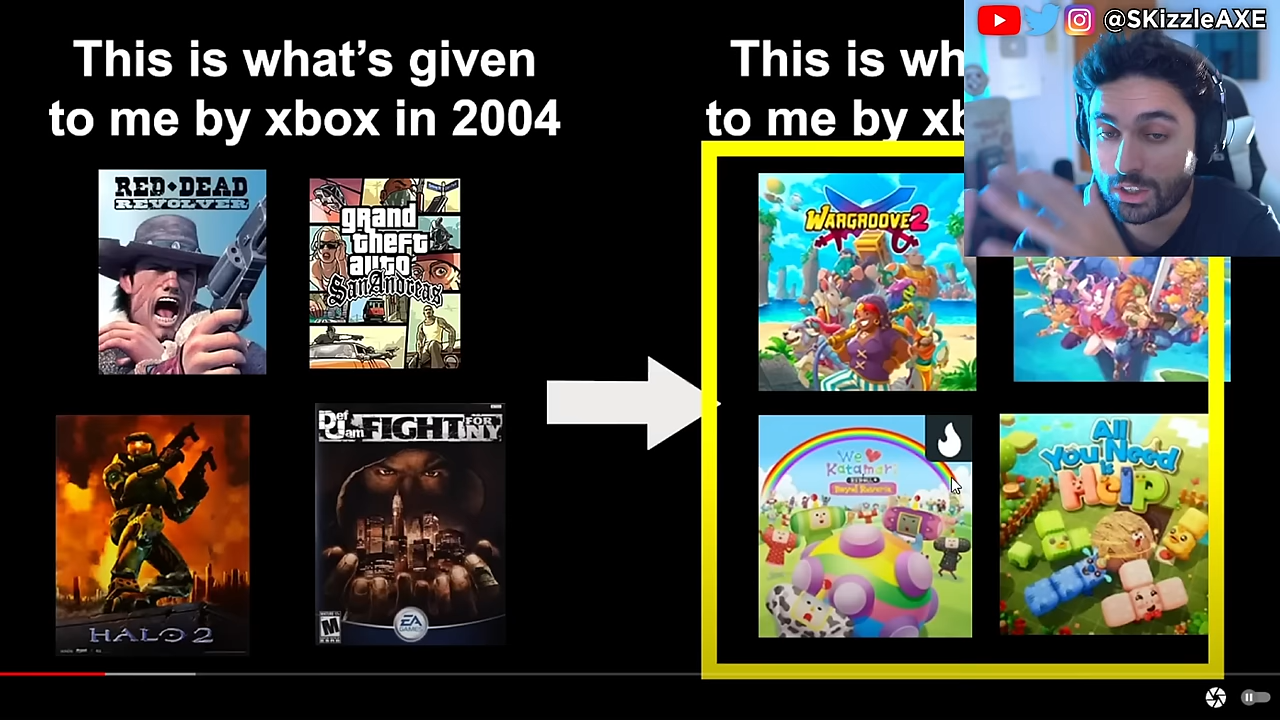 @SKizzleAXE
This is what's given
to me by xbox in 2004
This is wh
to me by xb
RED DEAD
REVOLVER
grand
theft
auto
San Andreas
WARGROOVE 2
HALO 2
Def
Jam FIGHT FOR
NY
M
EA
GAMES
We
Katamari
REROLL+
Royal Reverie
All
You Need
is
Help